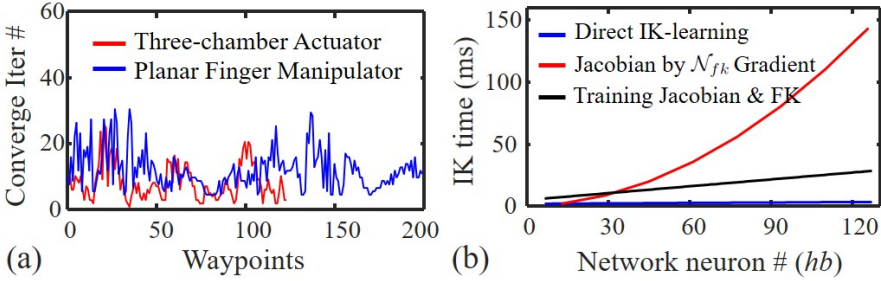 60
40
20
0
Converge Iter #
Three-chamber Actuator
Planar Finger Manipulator
0 50 100 150 200
Waypoints
(a)
150
100
50
0
IK time (ms)
Direct IK-learning
Jacobian by 𝒩fk Gradient
Training Jacobian & FK
0 30 60 90 120
Network neuron # (hb)
(b)